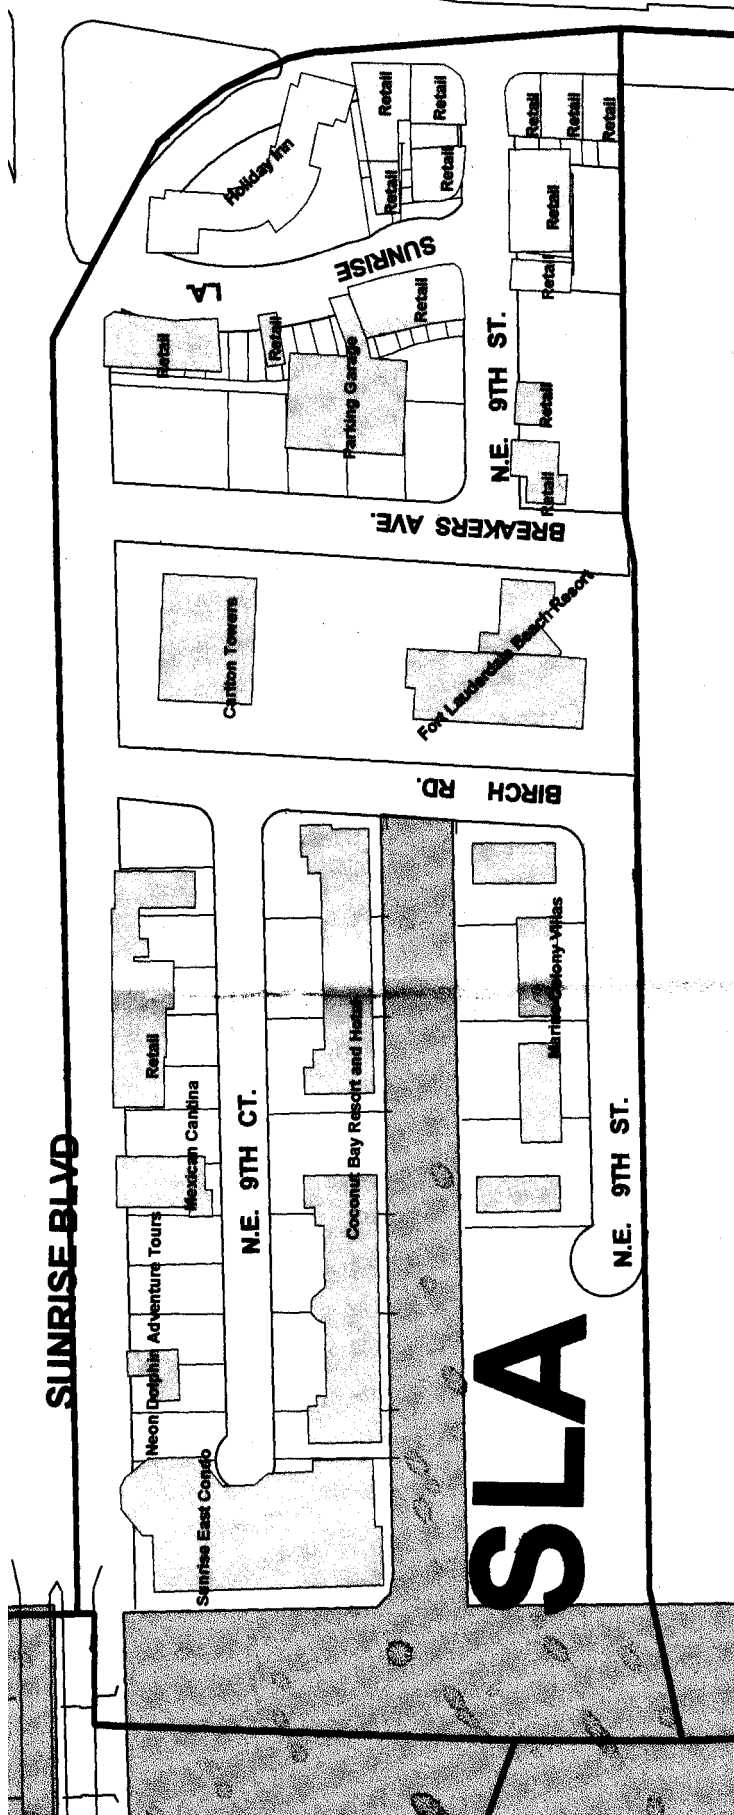 Retail
Retail
Retail
Retail
Retail
Holiday Inn
Retail
Retail
Retail
SUNRISE
LA
Retail
Retail
Retail
Retail
Retail
Parking Garage
N.E. 9TH ST.
Retail
Retail
BREAKERS AVE.
Carlton Towers
Fort Lauderdale Beach Resort
BIRCH RD.
Retail
Marine Colony Villas
Coconut Bay Resort and Hotel
Mexican Cantina
N.E. 9TH CT.
N.E. 9TH ST.
SUNRISE BLVD
Neon Dolphin Adventure Tours
Sunrise East Condo
SLA